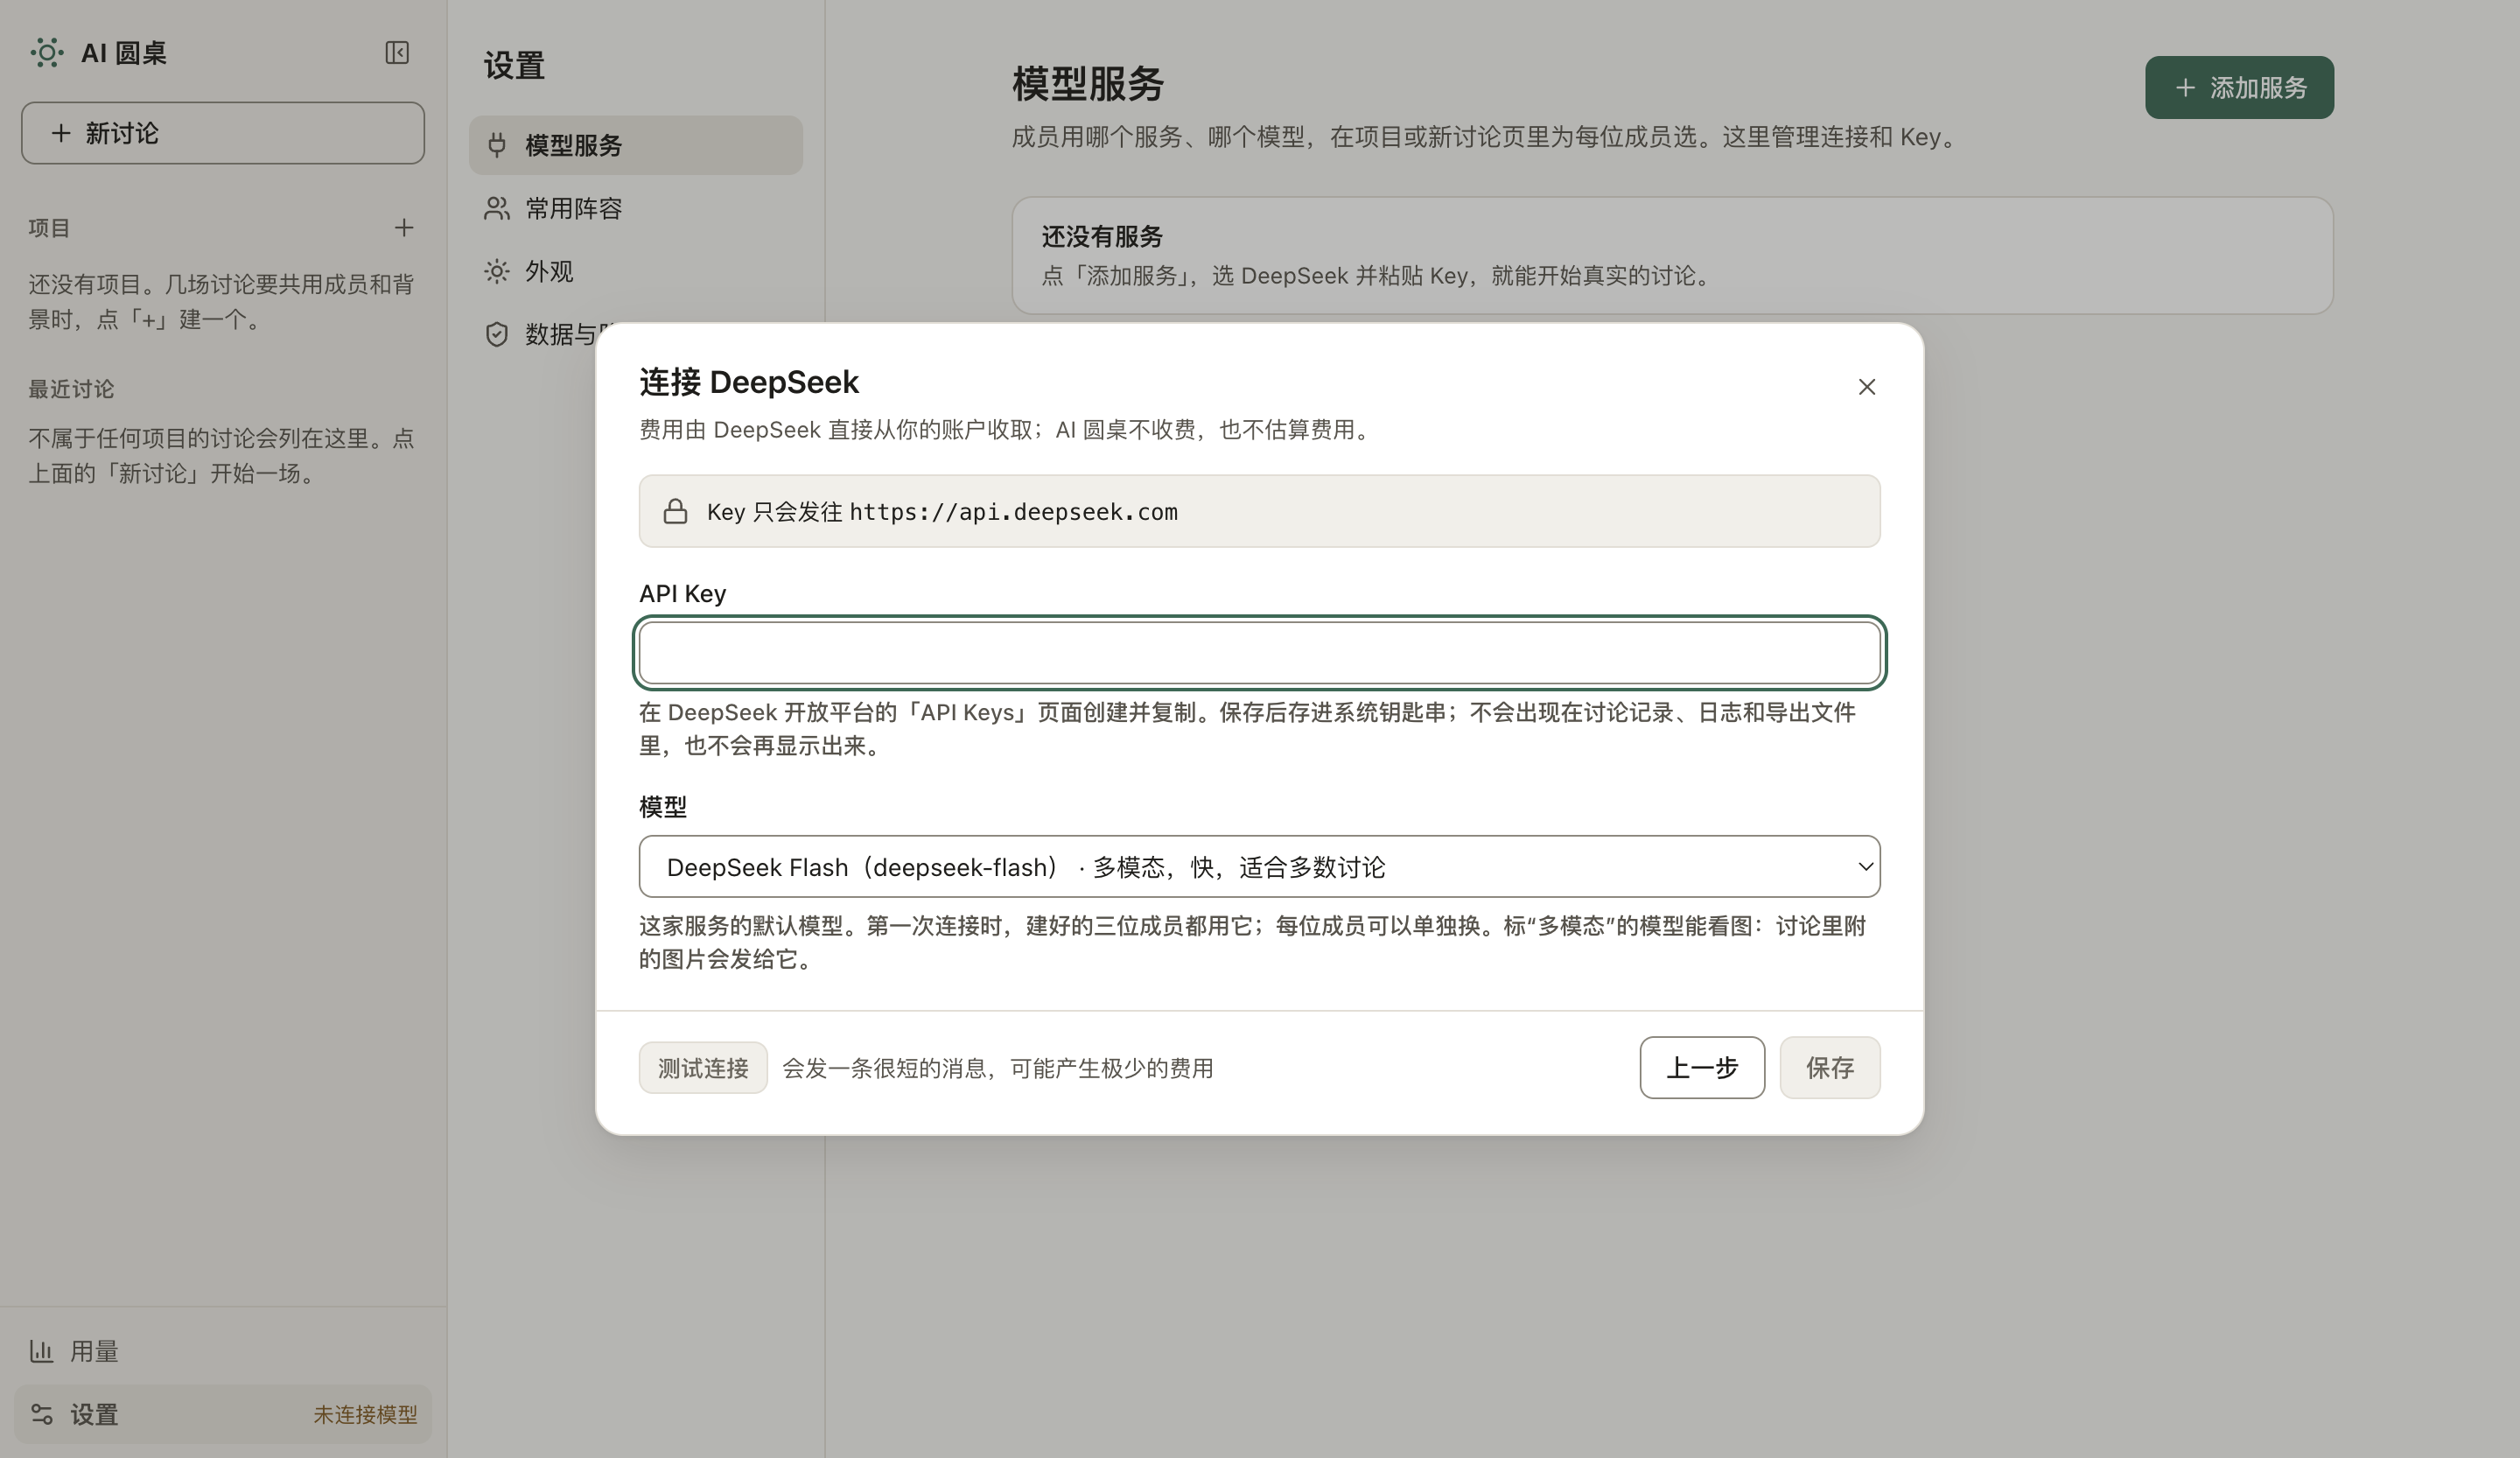 AI 圆桌
新讨论
项目
还没有项目。几场讨论要共用成员和背
景时，点「+」建一个。
最近讨论
不属于任何项目的讨论会列在这里。点
上面的「新讨论」开始一场。
用量
设置
未连接模型
设置
模型服务
常用阵容
外观
数据与
模型服务
添加服务
成员用哪个服务、哪个模型，在项目或新讨论页里为每位成员选。这里管理连接和 Key。
还没有服务
点「添加服务」，选 DeepSeek 并粘贴 Key，就能开始真实的讨论。
连接 DeepSeek
费用由 DeepSeek 直接从你的账户收取；AI 圆桌不收费，也不估算费用。
Key 只会发往 https://api.deepseek.com
API Key
在 DeepSeek 开放平台的「API Keys」页面创建并复制。保存后存进系统钥匙串；不会出现在讨论记录、日志和导出文件
里，也不会再显示出来。
模型
DeepSeek Flash（deepseek-flash） · 多模态，快，适合多数讨论
这家服务的默认模型。第一次连接时，建好的三位成员都用它；每位成员可以单独换。标“多模态”的模型能看图：讨论里附
的图片会发给它。
测试连接
会发一条很短的消息，可能产生极少的费用
上一步
保存